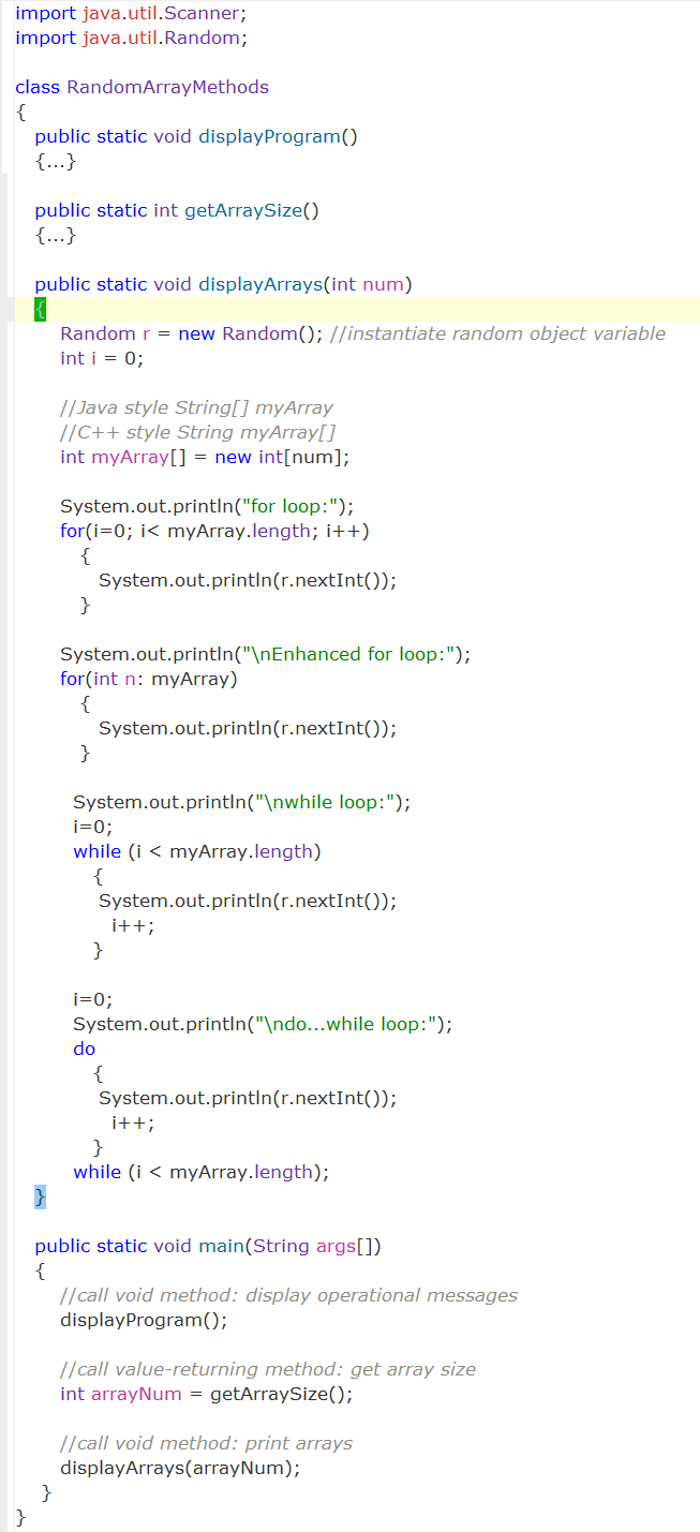 import java.util.Scanner;
import java.util.Random;

class RandomArrayMethods
{
  public static void displayProgram()
  {...}

  public static int getArraySize()
  {...}

  public static void displayArrays(int num)
  {
    Random r = new Random(); //instantiate random object variable
    int i = 0;

    //Java style String[] myArray
    //C++ style String myArray[]
    int myArray[] = new int[num];

    System.out.println("for loop:");
    for(i=0; i< myArray.length; i++)
      {
        System.out.println(r.nextInt());
      }

    System.out.println("\nEnhanced for loop:");
    for(int n: myArray)
      {
        System.out.println(r.nextInt());
      }

     System.out.println("\nwhile loop:");
     i=0;
     while (i < myArray.length)
       {
        System.out.println(r.nextInt());
         i++;
       }

     i=0;
     System.out.println("\ndo...while loop:");
     do
       {
        System.out.println(r.nextInt());
         i++;
       }
     while (i < myArray.length);
  }

  public static void main(String args[])
  {
    //call void method: display operational messages
    displayProgram();

    //call value-returning method: get array size
    int arrayNum = getArraySize();

    //call void method: print arrays
    displayArrays(arrayNum);
   }
}